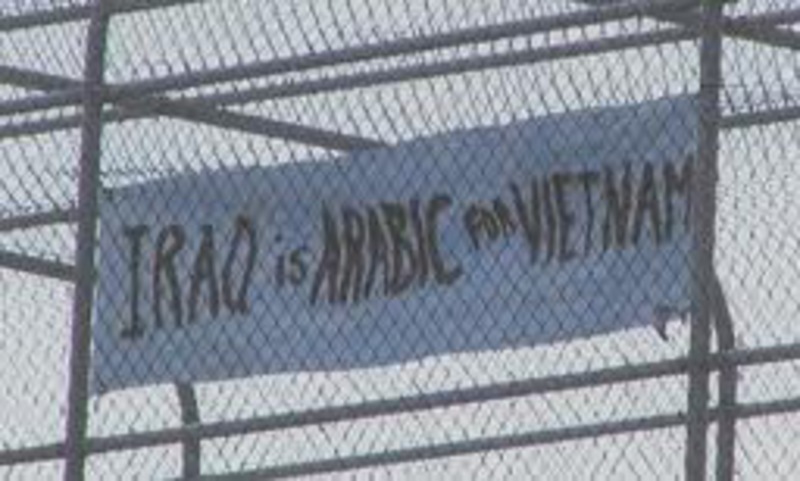 IRAQ is ARABIC FOR VIETNAM